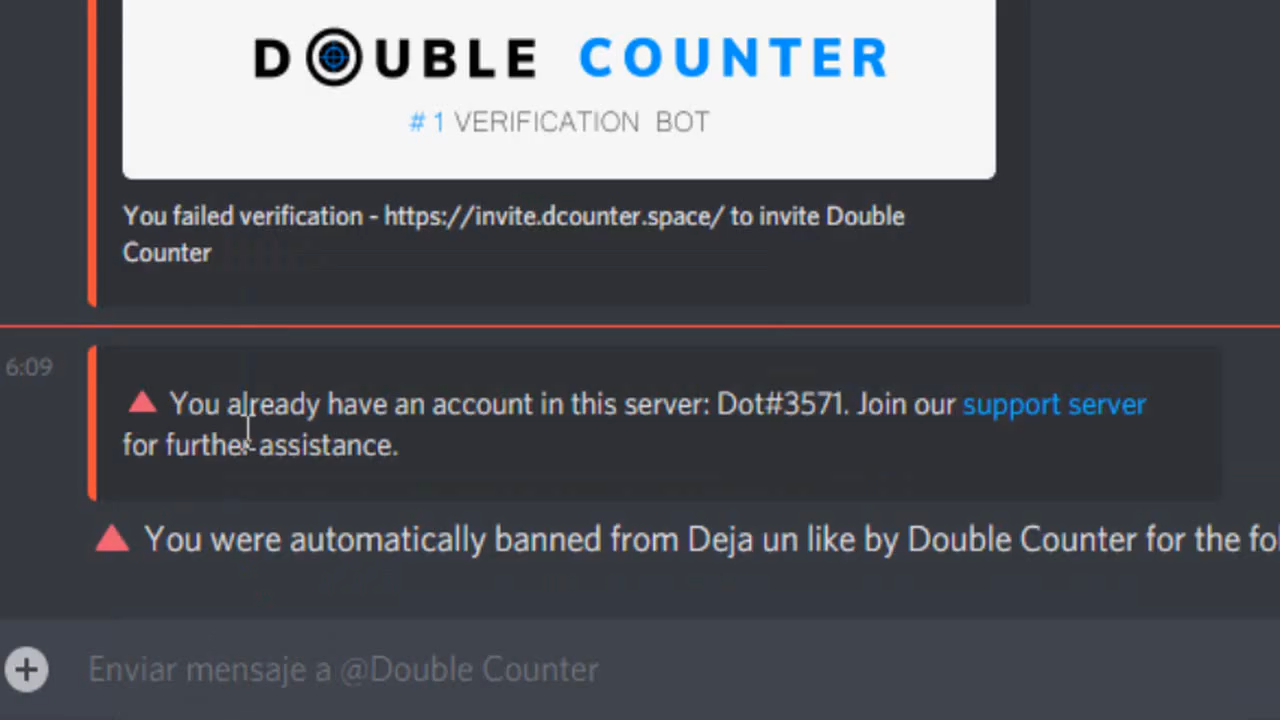 DOUBLE COUNTER
#1 VERIFICATION BOT
You failed verification - https://invite.dcounter.space/ to invite Double
Counter
6:09
You already have an account in this server: Dot#3571. Join our support server
for further assistance.
You were automatically banned from Deja un like by Double Counter for the
Enviar mensaje a @Double Counter